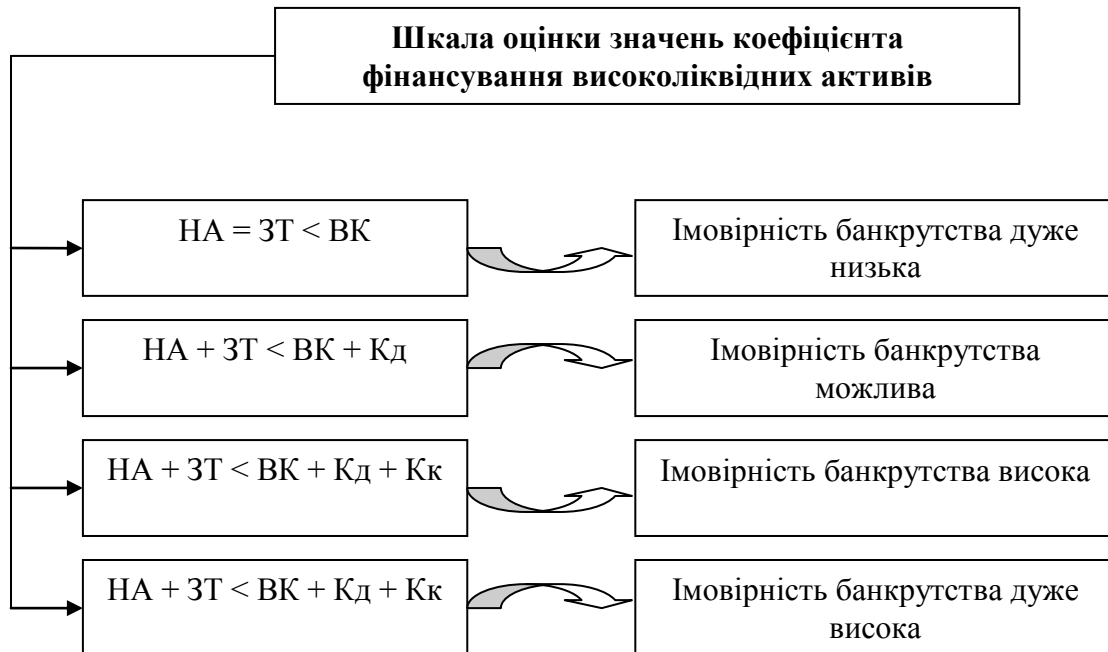 Шкала оцінки значень коефіцієнта
фінансування високоліквідних активів
НА = ЗТ < ВК
Імовірність банкрутства дуже
низька
НА + ЗТ < ВК + Кд
Імовірність банкрутства
можлива
НА + ЗТ < ВК + Кд + Кк
Імовірність банкрутства висока
НА + ЗТ < ВК + Кд + Кк
Імовірність банкрутства дуже
висока